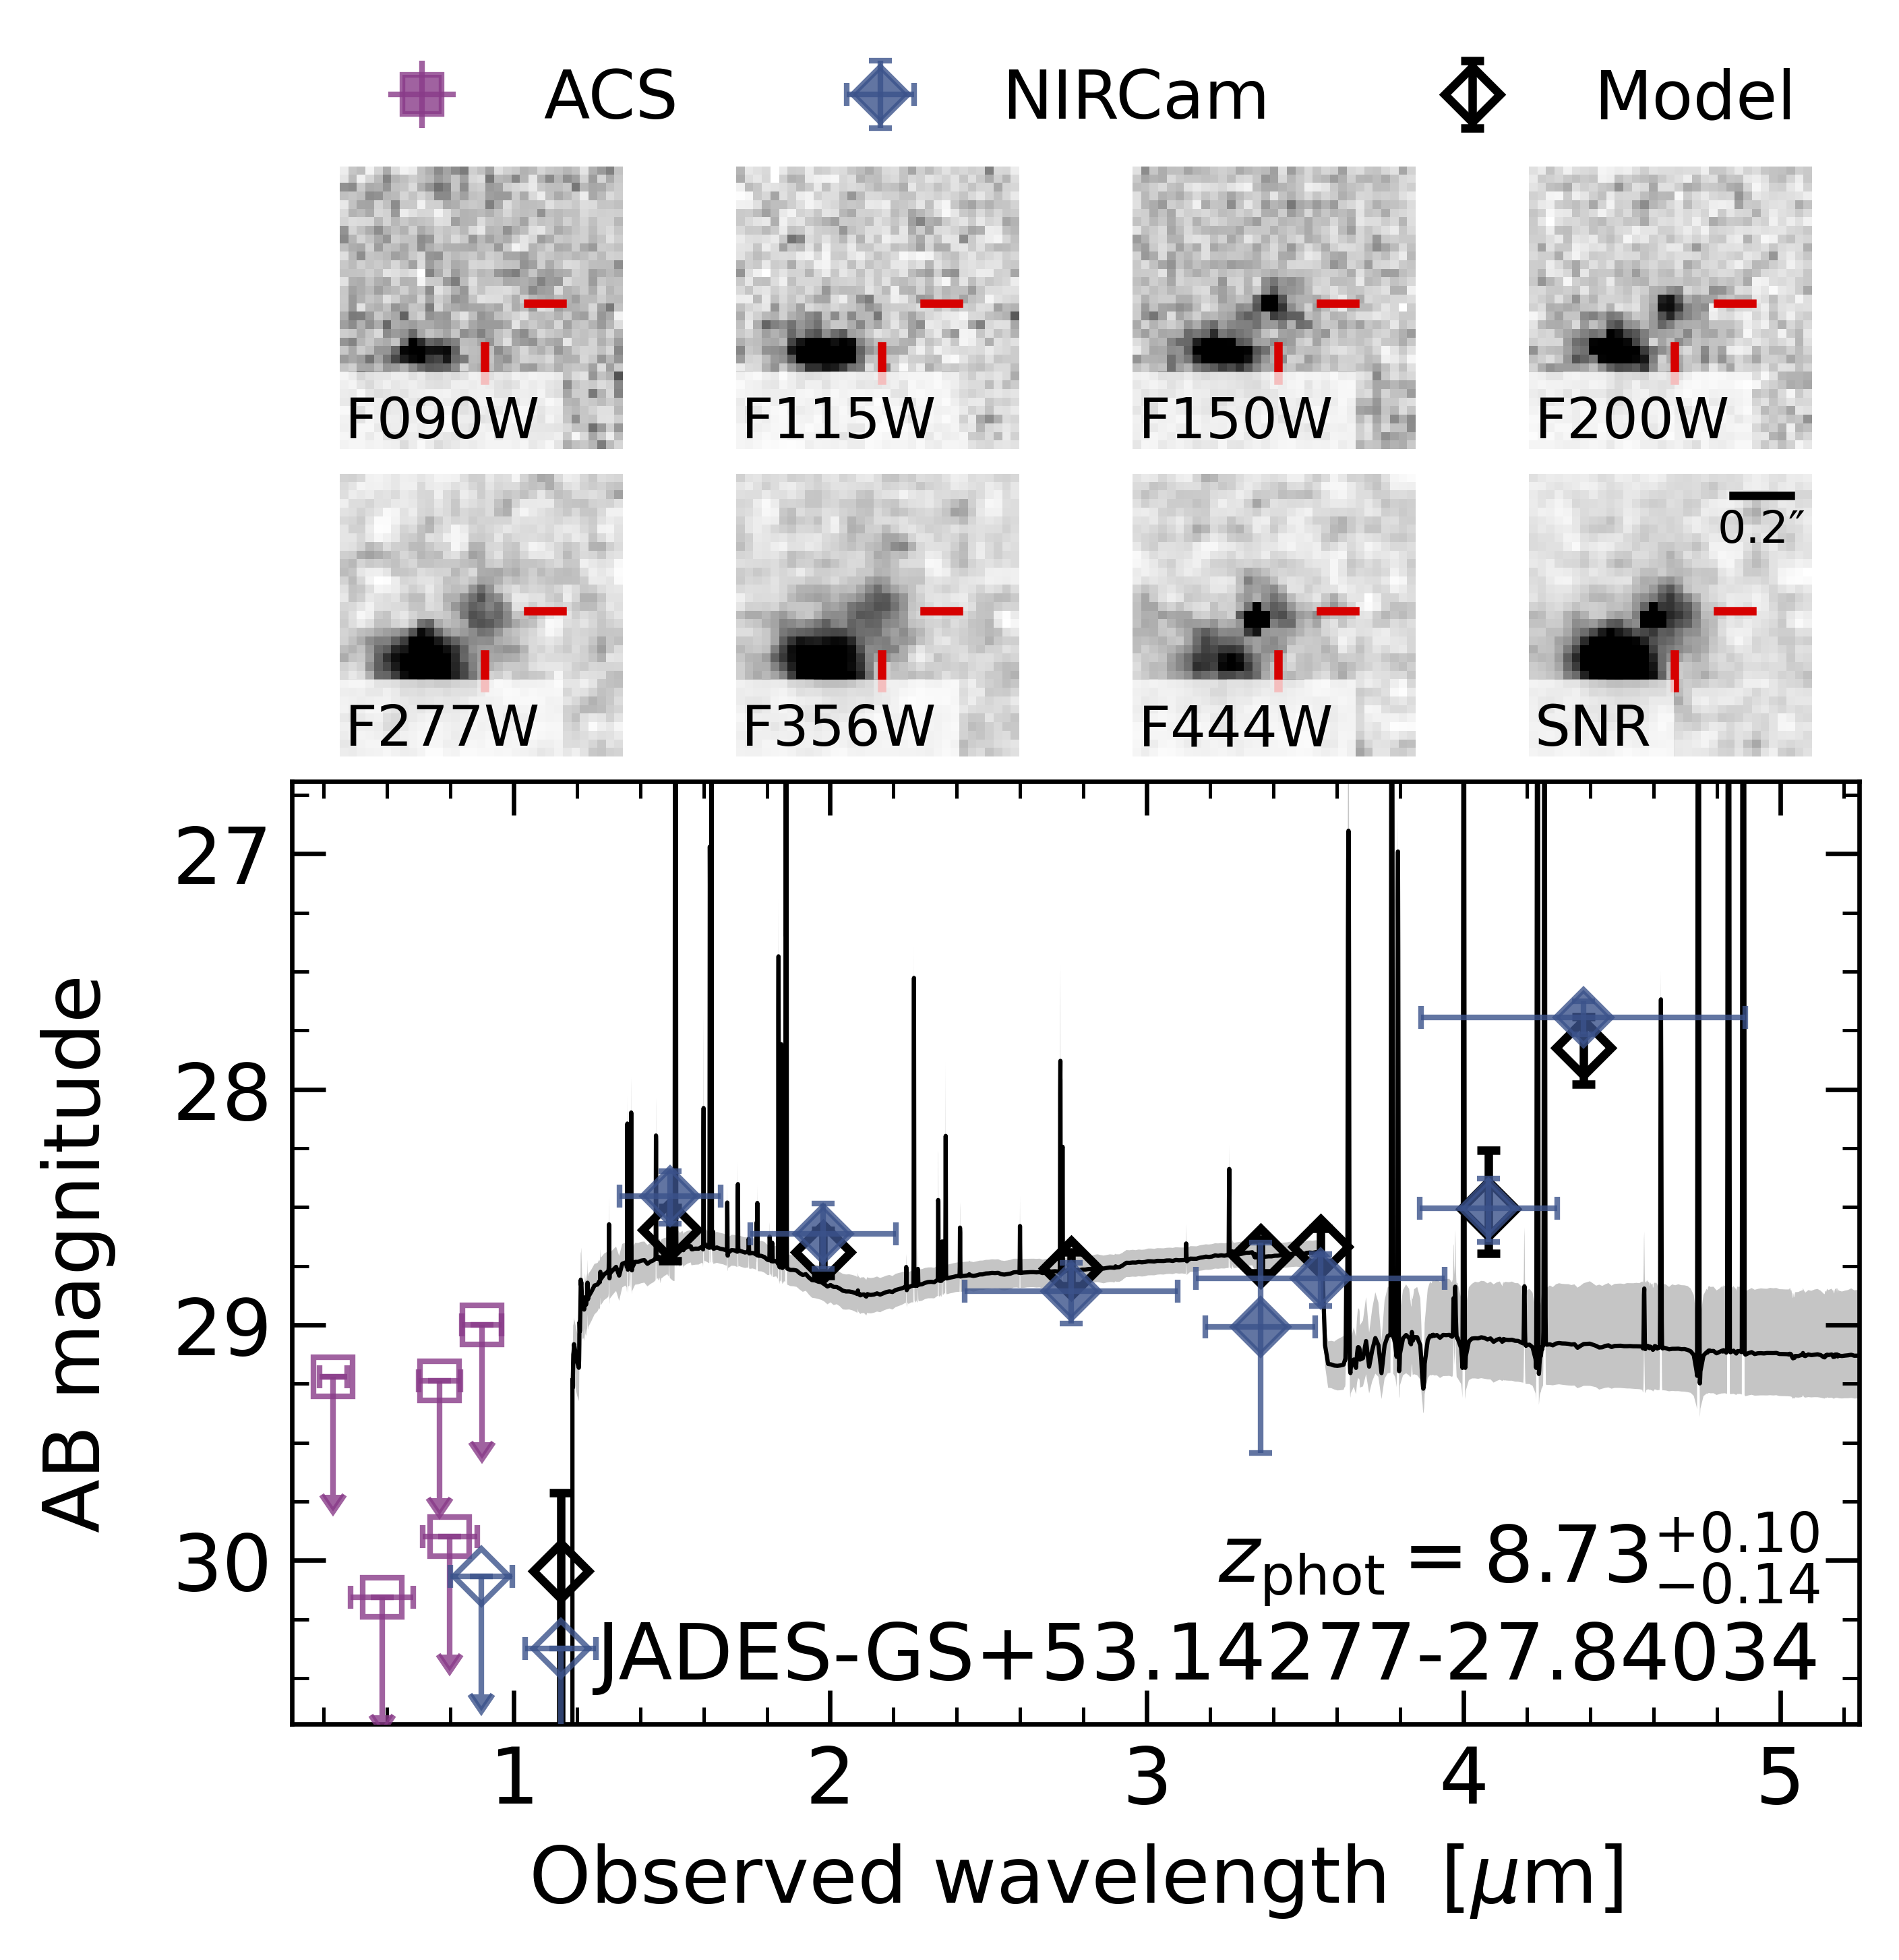 ACS NIRCam Model
F090W F115W F150W F200W
0.2″
F277W F356W F444W SNR
AB magnitude
27
28
29
30
z_phot = 8.73 +0.10 −0.14
JADES-GS+53.14277-27.84034
1 2 3 4 5
Observed wavelength [μm]